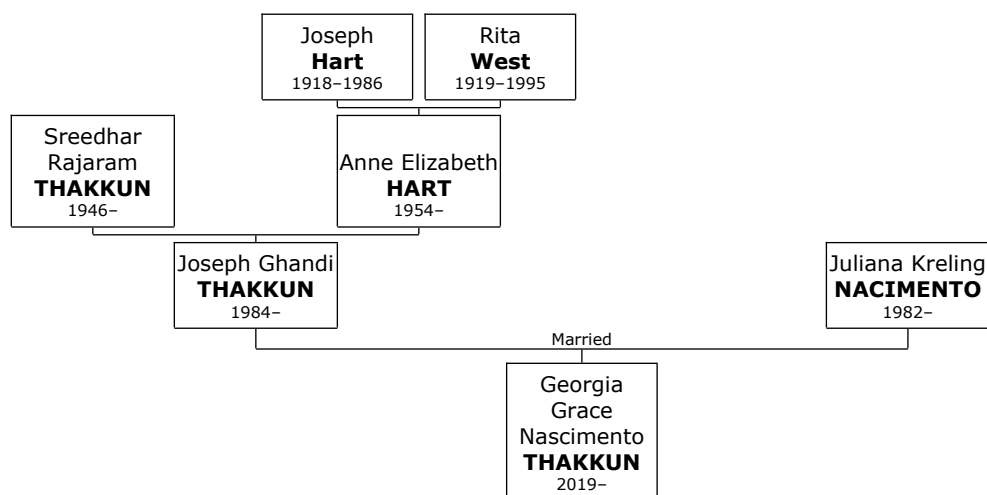 Joseph
Hart
1918–1986
Rita
West
1919–1995
Sreedhar
Rajaram
THAKKUN
1946–
Anne Elizabeth
HART
1954–
Joseph Ghandi
THAKKUN
1984–
Juliana Kreling
NACIMENTO
1982–
Married
Georgia
Grace
Nascimento
THAKKUN
2019–